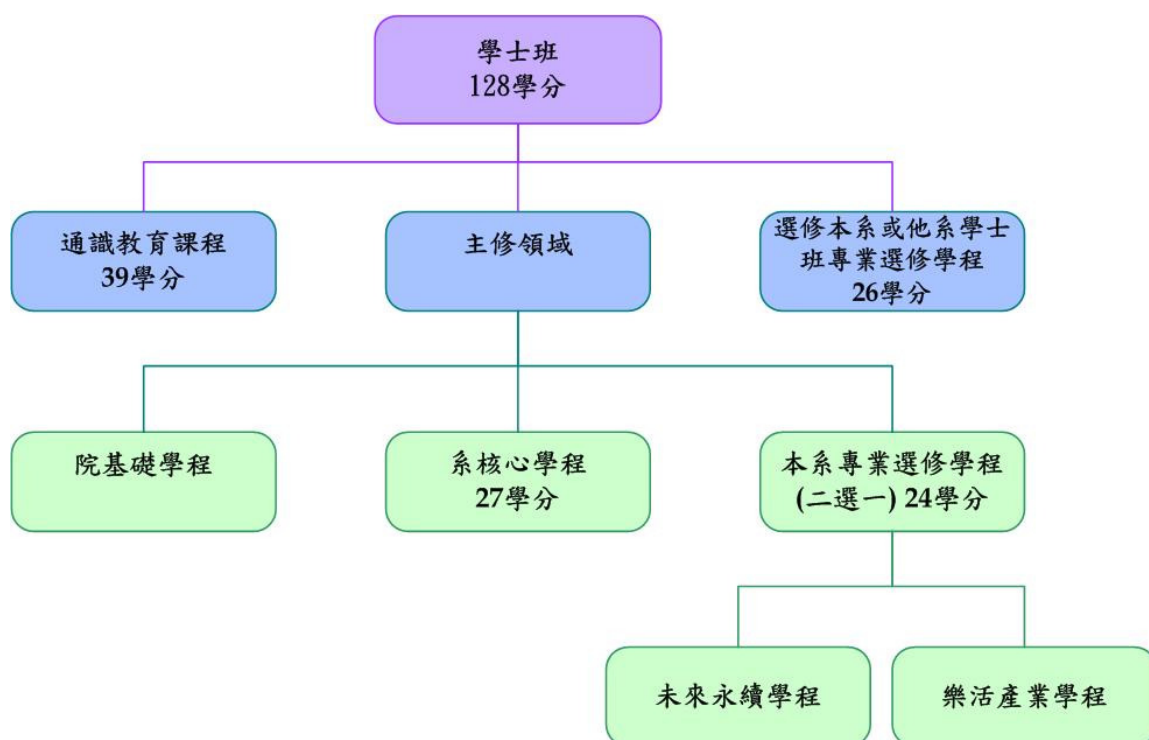 學士班
128學分
通識教育課程
39學分
主修領域
選修本系或他系學士
班專業選修學程
26學分
院基礎學程
系核心學程
27學分
本系專業選修學程
(二選一) 24學分
未來永續學程
樂活產業學程